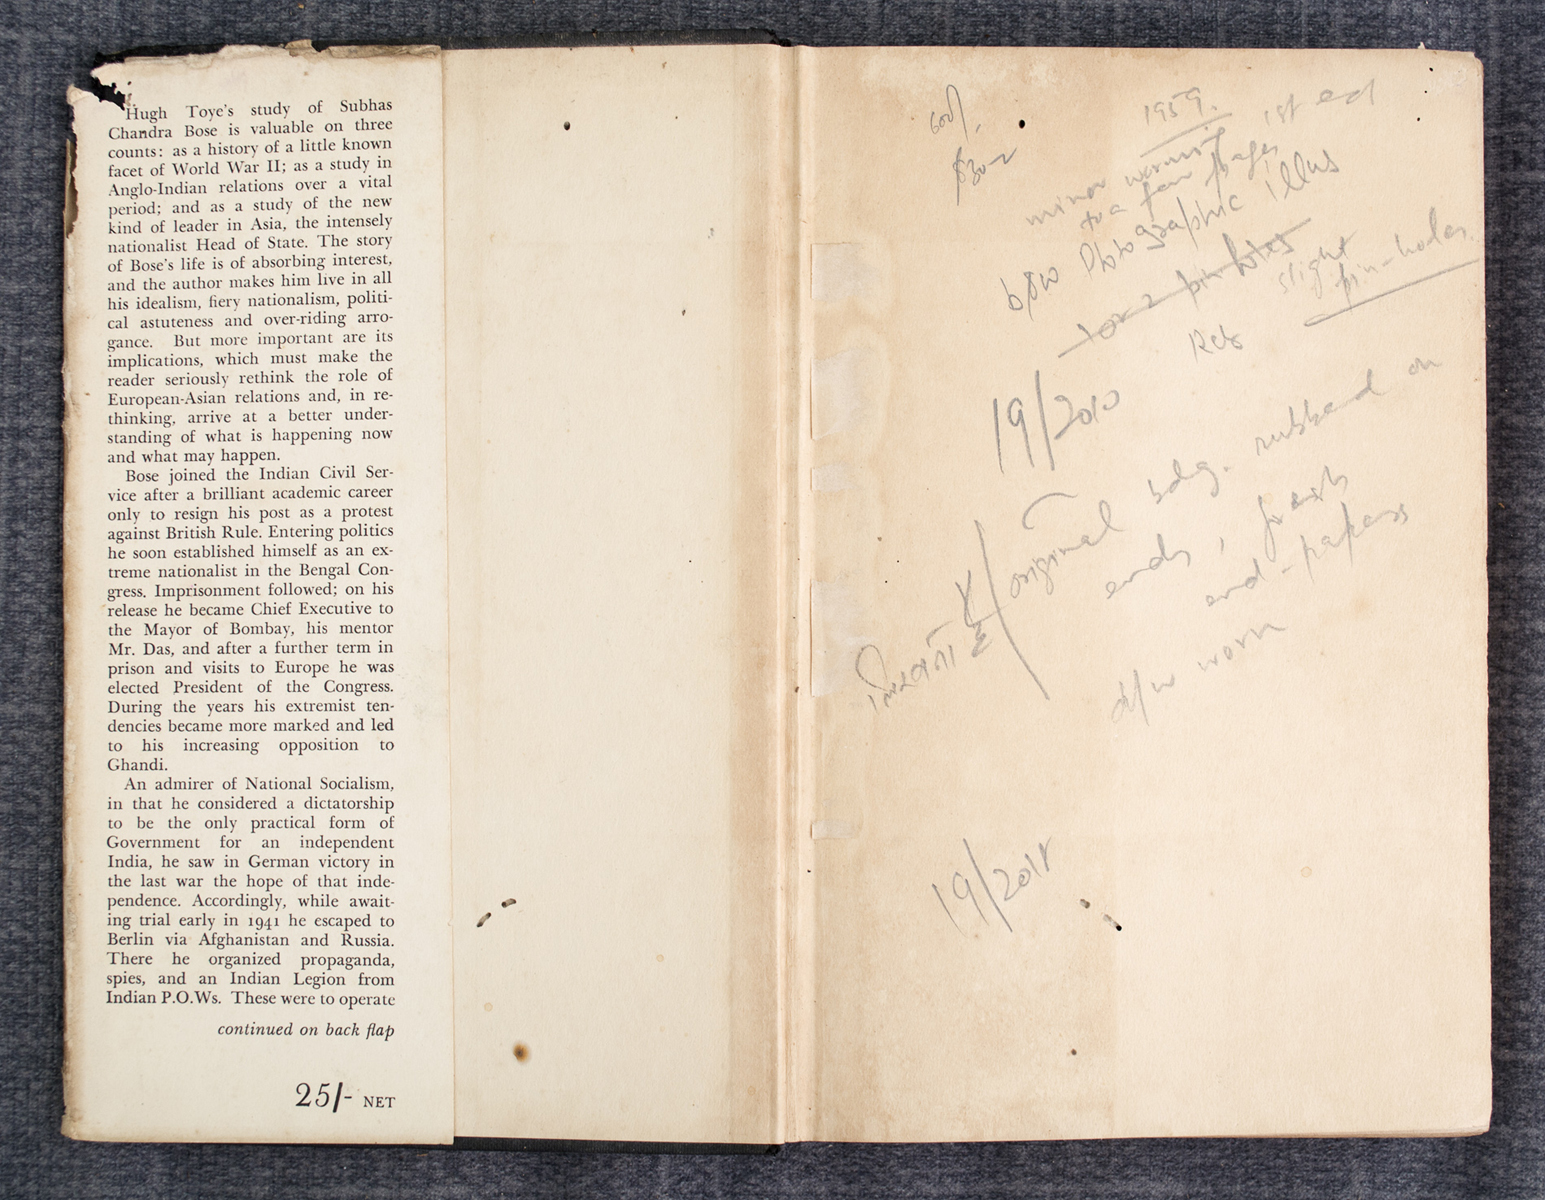 Hugh Toye's study of Subhas
Chandra Bose is valuable on three
counts: as a history of a little known
facet of World War II; as a study in
Anglo-Indian relations over a vital
period; and as a study of the new
kind of leader in Asia, the intensely
nationalist Head of State. The story
of Bose's life is of absorbing interest,
and the author makes him live in all
his idealism, fiery nationalism, politi-
cal astuteness and over-riding arro-
gance. But more important are its
implications, which must make the
reader seriously rethink the role of
European-Asian relations and, in re-
thinking, arrive at a better under-
standing of what is happening now
and what may happen.
Bose joined the Indian Civil Ser-
vice after a brilliant academic career
only to resign his post as a protest
against British Rule. Entering politics
he soon established himself as an ex-
treme nationalist in the Bengal Con-
gress. Imprisonment followed; on his
release he became Chief Executive to
the Mayor of Bombay, his mentor
Mr. Das, and after a further term in
prison and visits to Europe he was
elected President of the Congress.
During the years his extremist ten-
dencies became more marked and led
to his increasing opposition to
Ghandi.
An admirer of National Socialism,
in that he considered a dictatorship
to be the only practical form of
Government for an independent
India, he saw in German victory in
the last war the hope of that inde-
pendence. Accordingly, while await-
ing trial early in 1941 he escaped to
Berlin via Afghanistan and Russia.
There he organized propaganda,
spies, and an Indian Legion from
Indian P.O.Ws. These were to operate
continued on back flap
25/- NET
1959.
1st ed
minor worming
to a few pages
b&w photographic illus
slight
pin-holes.
19/2010
original bdg. rubbed on
ends, fresh
end-papers
d/w worn
19/2018